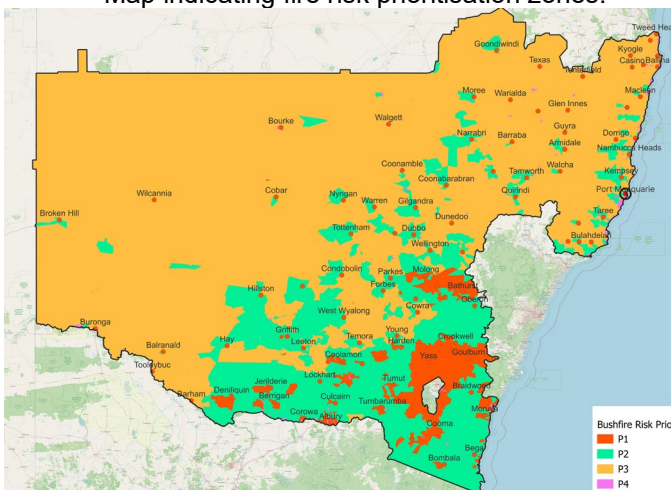 Map indicating fire risk prioritisation zones.
Tweed Hea
Goondiwindi
Kyogle
Texas
Tenterfield
Casino
Ballina
Moree
Warialda
Maclean
Glen Innes
Bourke
Walgett
Guyra
Dorrigo
Narrabri
Barraba
Armidale
Nambucca Heads
Coonamble
Tamworth
Walcha
Coonabarabran
Kempsey
Wilcannia
Cobar
Nyngan
Quirindi
Port Macquarie
Warren
Gilgandra
Taree
Broken Hill
Dunedoo
Tottenham
Dubbo
Bulahdelah
Wellington
Condobolin
Parkes
Molong
Hillston
Forbes
Bathurst
Oberon
Cowra
West Wyalong
Buronga
Griffith
Young
Crookwell
Balranald
Hay
Leeton
Temora
Harden
Yass
Goulburn
Tooleybuc
Coolamon
Jerilderie
Lockhart
Tumut
Braidwood
Deniliquin
Barham
Berrigan
Culcairn
Tumbarumba
Moruya
Corowa
Albury
Cooma
Bega
Bombala
Bushfire Risk Prio
P1
P2
P3
P4